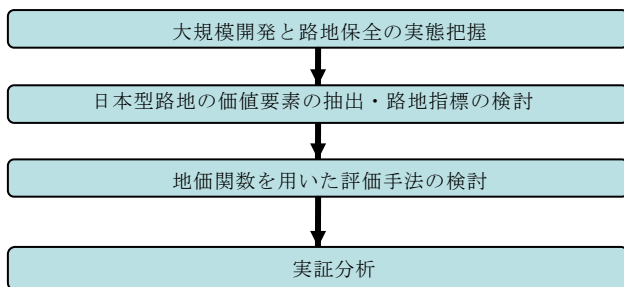 大規模開発と路地保全の実態把握
日本型路地の価値要素の抽出・路地指標の検討
地価関数を用いた評価手法の検討
実証分析